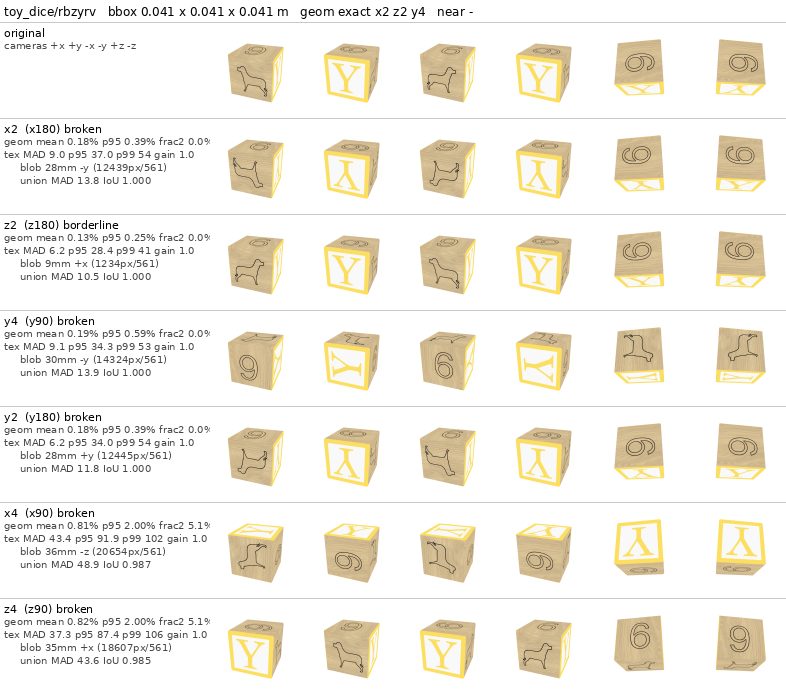 toy_dice/rbzyrv bbox 0.041 x 0.041 x 0.041 m geom exact x2 z2 y4 near -
original
cameras +x +y -x -y +z -z
6 Y 9 Y 6 9 6 9
x2 (x180) broken
geom mean 0.18% p95 0.39% frac2 0.0%
tex MAD 9.0 p95 37.0 p99 54 gain 1.0
blob 28mm -y (12439px/561)
union MAD 13.8 IoU 1.000
Y Y
z2 (z180) borderline
geom mean 0.13% p95 0.25% frac2 0.0%
tex MAD 6.2 p95 28.4 p99 41 gain 1.0
blob 9mm +x (1234px/561)
union MAD 10.5 IoU 1.000
Y Y
y4 (y90) broken
geom mean 0.19% p95 0.59% frac2 0.0%
tex MAD 9.1 p95 34.3 p99 53 gain 1.0
blob 30mm -y (14324px/561)
union MAD 13.9 IoU 1.000
9 Y 6 Y
y2 (y180) broken
geom mean 0.18% p95 0.39% frac2 0.0%
tex MAD 6.2 p95 34.0 p99 54 gain 1.0
blob 28mm +y (12445px/561)
union MAD 11.8 IoU 1.000
Y Y
x4 (x90) broken
geom mean 0.81% p95 2.00% frac2 5.1%
tex MAD 43.4 p95 91.9 p99 102 gain 1.0
blob 36mm -z (20654px/561)
union MAD 48.9 IoU 0.987
Y Y
z4 (z90) broken
geom mean 0.82% p95 2.00% frac2 5.1%
tex MAD 37.3 p95 87.4 p99 106 gain 1.0
blob 35mm +x (18607px/561)
union MAD 43.6 IoU 0.985
Y Y 6 9